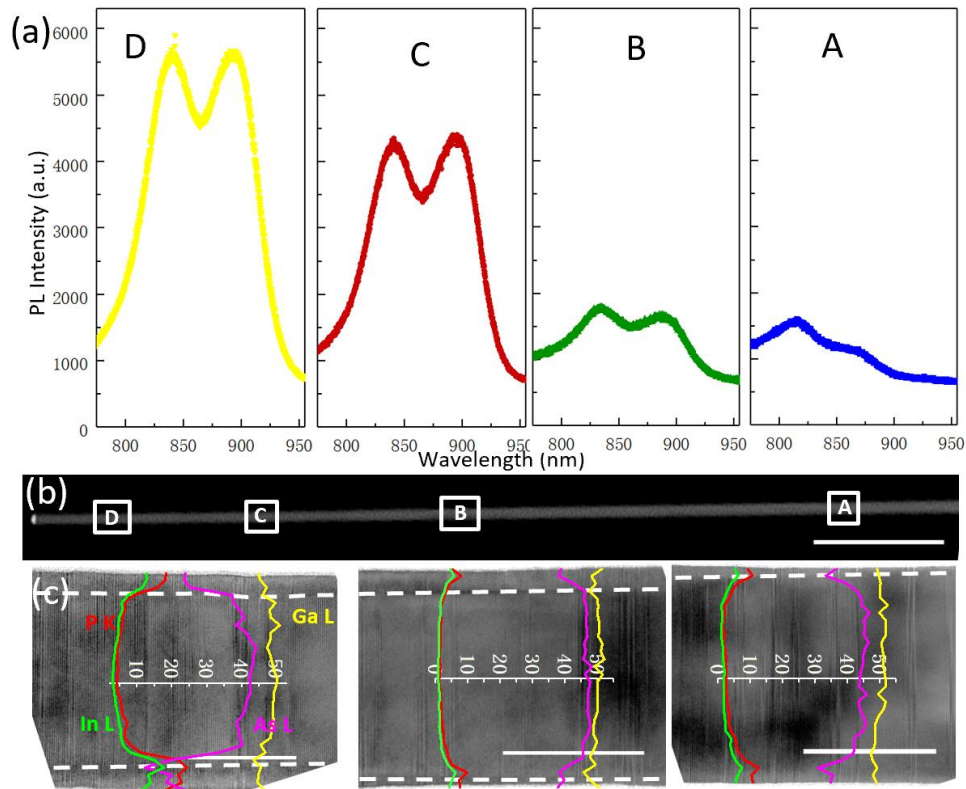 (a)
D
C
B
A
PL Intensity (a.u.)
6000
5000
4000
3000
2000
1000
0
800 850 900 950
800 850 900 950
800 850 900 950
800 850 900 950
Wavelength (nm)
(b)
D
C
B
A
(c)
P K
Ga L
10 20 30 40 50
0 10 20 30 40 50
0 10 20 30 40 50
In L
As L